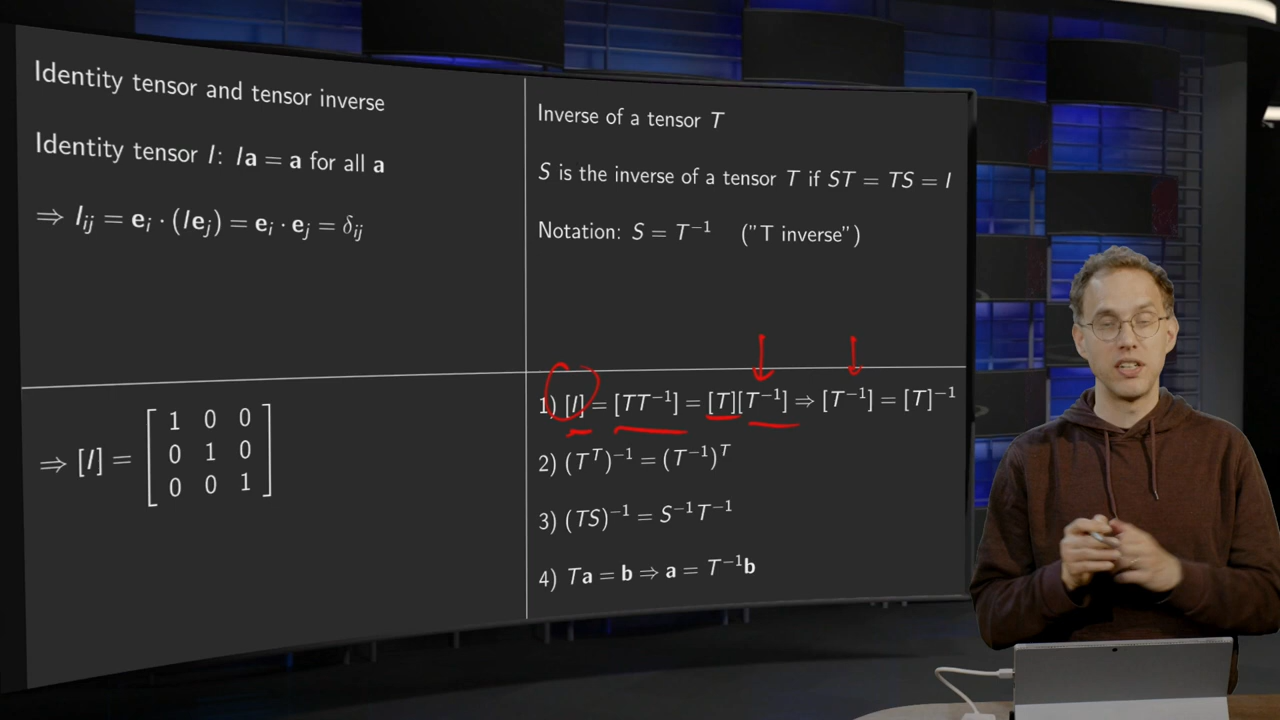 Identity tensor and tensor inverse
Identity tensor I: Ia = a for all a
⇒ I_ij = e_i · (Ie_j) = e_i · e_j = δ_ij
⇒ [I] = [ 1 0 0
0 1 0
0 0 1 ]
Inverse of a tensor T
S is the inverse of a tensor T if ST = TS = I
Notation: S = T⁻¹ ("T inverse")
1) [I] = [TT⁻¹] = [T][T⁻¹] ⇒ [T⁻¹] = [T]⁻¹
2) (Tᵀ)⁻¹ = (T⁻¹)ᵀ
3) (TS)⁻¹ = S⁻¹T⁻¹
4) Ta = b ⇒ a = T⁻¹b